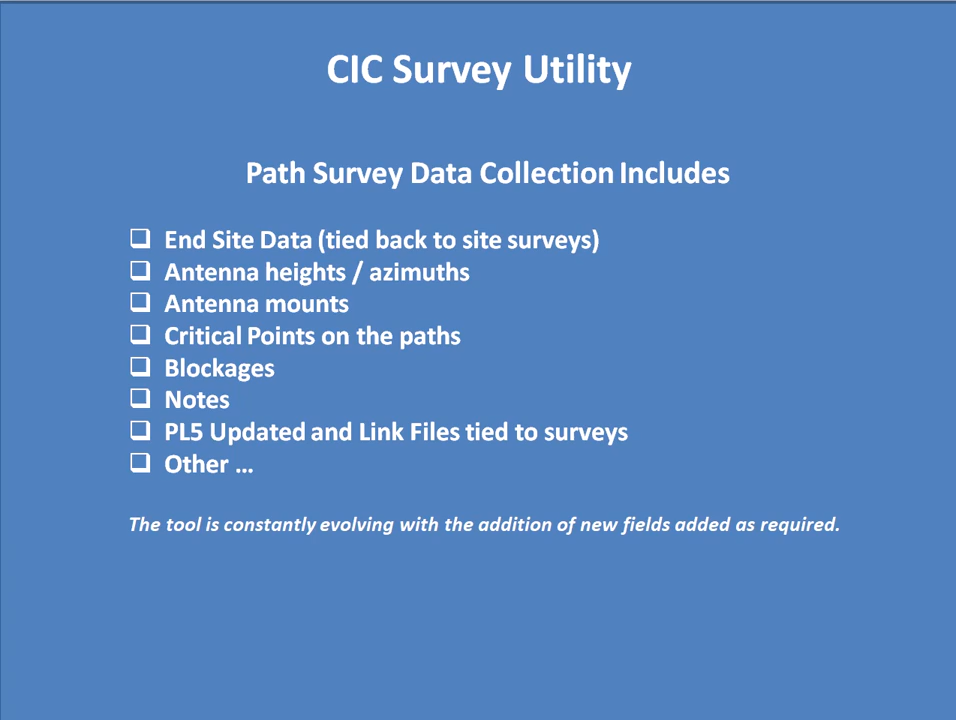 CIC Survey Utility
Path Survey Data Collection Includes
❑ End Site Data (tied back to site surveys)
❑ Antenna heights / azimuths
❑ Antenna mounts
❑ Critical Points on the paths
❑ Blockages
❑ Notes
❑ PL5 Updated and Link Files tied to surveys
❑ Other …
The tool is constantly evolving with the addition of new fields added as required.